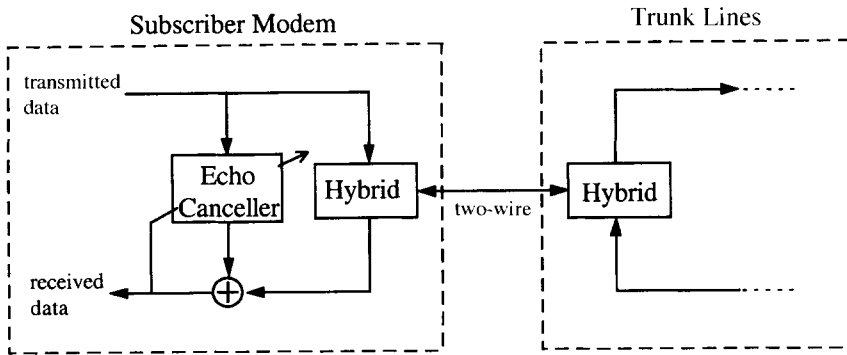 Subscriber Modem
Trunk Lines
transmitted
data
Echo
Canceller
Hybrid
two-wire
Hybrid
received
data